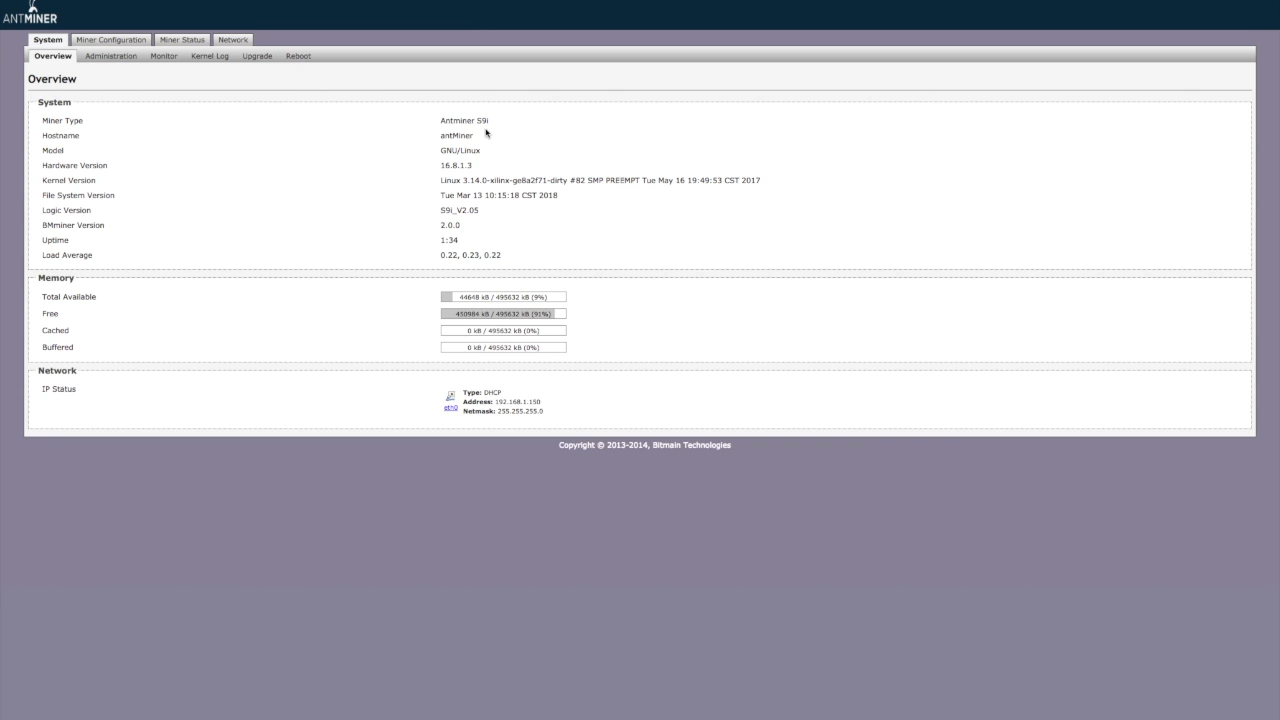 ANTMINER
System Miner Configuration Miner Status Network
Overview Administration Monitor Kernel Log Upgrade Reboot
Overview
System
Miner Type Antminer S9i
Hostname antMiner
Model GNU/Linux
Hardware Version 16.8.1.3
Kernel Version Linux 3.14.0-xilinx-ge8a2f71-dirty #82 SMP PREEMPT Tue May 16 19:49:53 CST 2017
File System Version Tue Mar 13 10:15:18 CST 2018
Logic Version S9i_V2.05
BMminer Version 2.0.0
Uptime 1:34
Load Average 0.22, 0.23, 0.22
Memory
Total Available 44648 kB / 495632 kB (9%)
Free 450984 kB / 495632 kB (91%)
Cached 0 kB / 495632 kB (0%)
Buffered 0 kB / 495632 kB (0%)
Network
IP Status
Type: DHCP
Address: 192.168.1.150
eth0
Netmask: 255.255.255.0
Copyright © 2013-2014, Bitmain Technologies